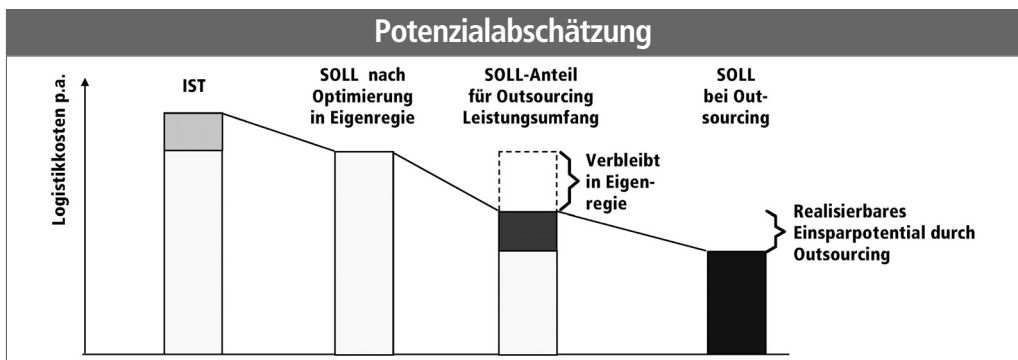 Potenzialabschätzung
Logistikkosten p.a.
IST
SOLL nach
Optimierung
in Eigenregie
SOLL-Anteil
für Outsourcing
Leistungsumfang
SOLL
bei Out-
sourcing
Verbleibt
in Eigen-
regie
Realisierbares
Einsparpotential durch
Outsourcing